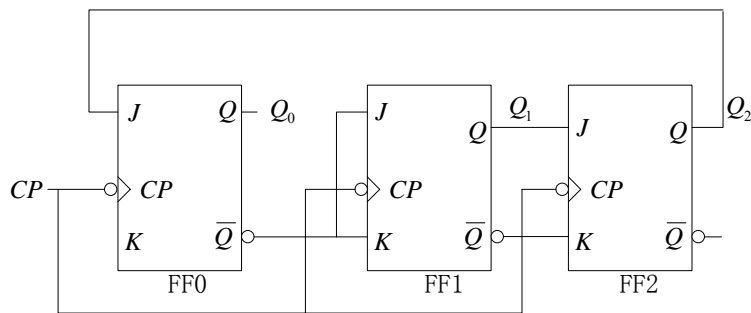 J Q Q₀ J Q Q₁ J Q Q₂
CP CP CP CP
K Q̅ K Q̅ K Q̅
FF0 FF1 FF2